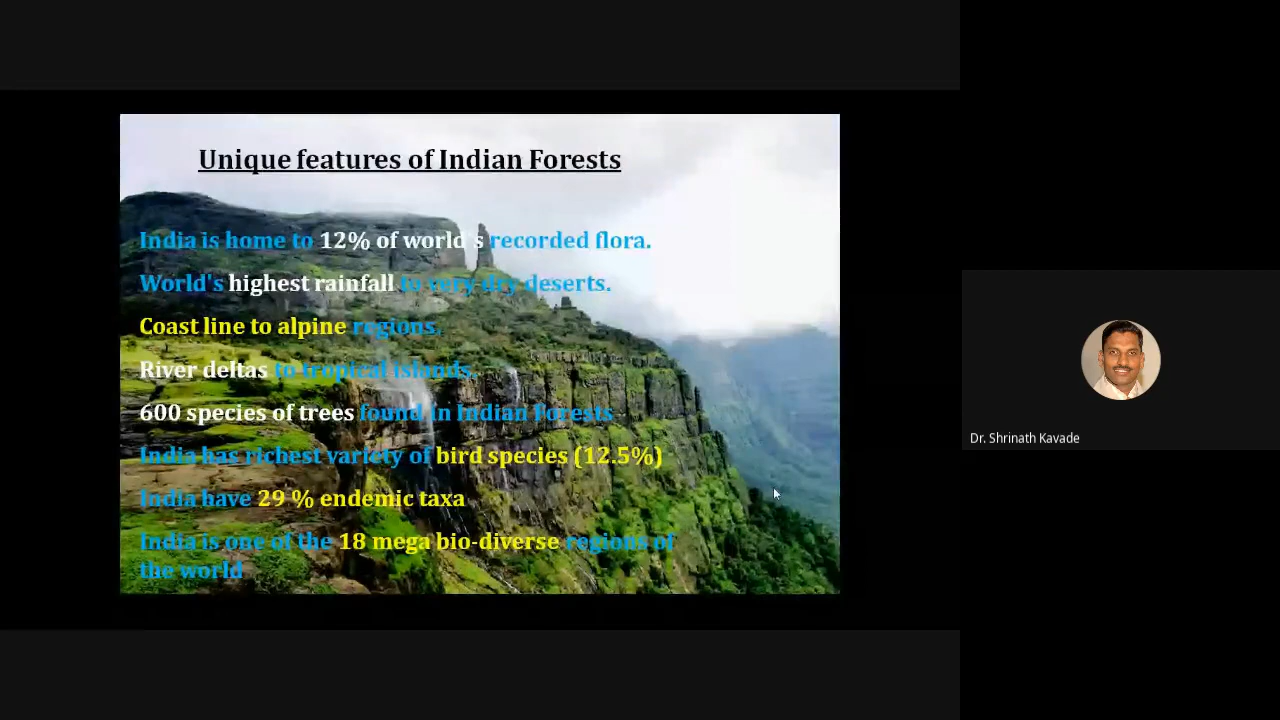 Unique features of Indian Forests
India is home to 12% of world's recorded flora.
World's highest rainfall to very dry deserts.
Coast line to alpine regions.
River deltas to tropical islands.
600 species of trees found in Indian Forests
India has richest variety of bird species (12.5%)
India have 29 % endemic taxa
India is one of the 18 mega bio-diverse regions of
the world
Dr. Shrinath Kavade